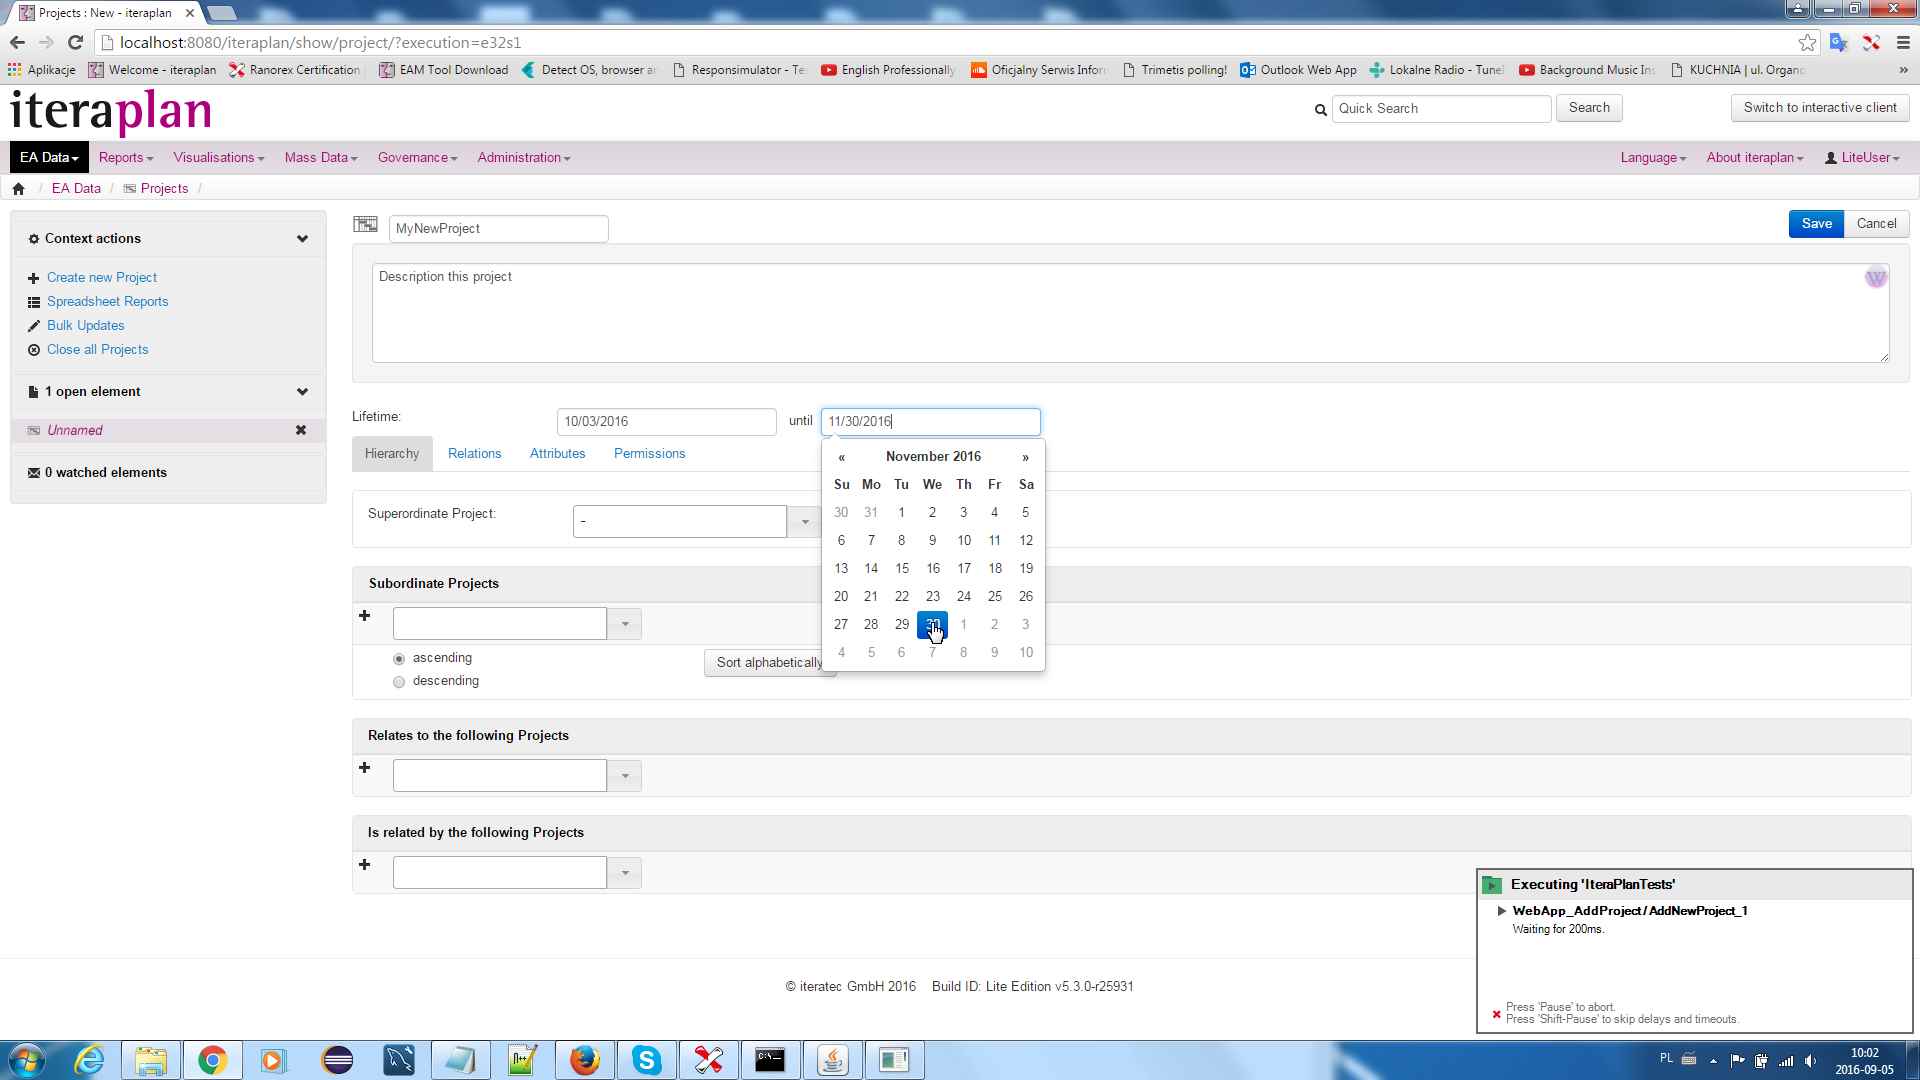 Projects : New - iteraplan
localhost:8080/iteraplan/show/project/?execution=e32s1
Aplikacje Welcome - iteraplan Ranorex Certification EAM Tool Download Detect OS, browser Responsimulator - Te English Professionally Oficjalny Serwis Infor Trimetis polling! Outlook Web App Lokalne Radio - Tune Background Music In KUCHNIA | ul. Organ »
iteraplan
Quick Search Search Switch to interactive client
EA Data Reports Visualisations Mass Data Governance Administration Language About iteraplan LiteUser
/ EA Data / Projects /
Context actions
Create new Project
Spreadsheet Reports
Bulk Updates
Close all Projects
1 open element
Unnamed
0 watched elements
MyNewProject
Save Cancel
Description this project
W
Lifetime: 10/03/2016 until 11/30/2016
Hierarchy Relations Attributes Permissions
« November 2016 »
Su Mo Tu We Th Fr Sa
30 31 1 2 3 4 5
6 7 8 9 10 11 12
13 14 15 16 17 18 19
20 21 22 23 24 25 26
27 28 29 30 1 2 3
4 5 6 7 8 9 10
Superordinate Project: -
Subordinate Projects
ascending
descending
Sort alphabetically
Relates to the following Projects
Is related by the following Projects
© iteratec GmbH 2016 Build ID: Lite Edition v5.3.0-r25931
Executing 'IteraPlanTests'
WebApp_AddProject/AddNewProject_1
Waiting for 200ms.
Press 'Pause' to abort.
Press 'Shift-Pause' to skip delays and timeouts.
PL
10:02
2016-09-05